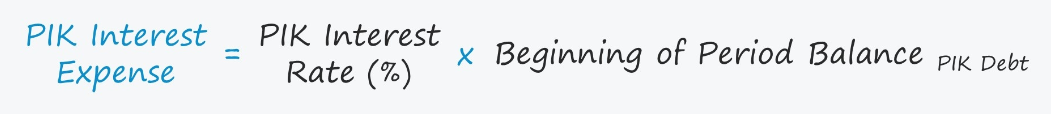 PIK Interest Expense = PIK Interest Rate (%) x Beginning of Period Balance PIK Debt